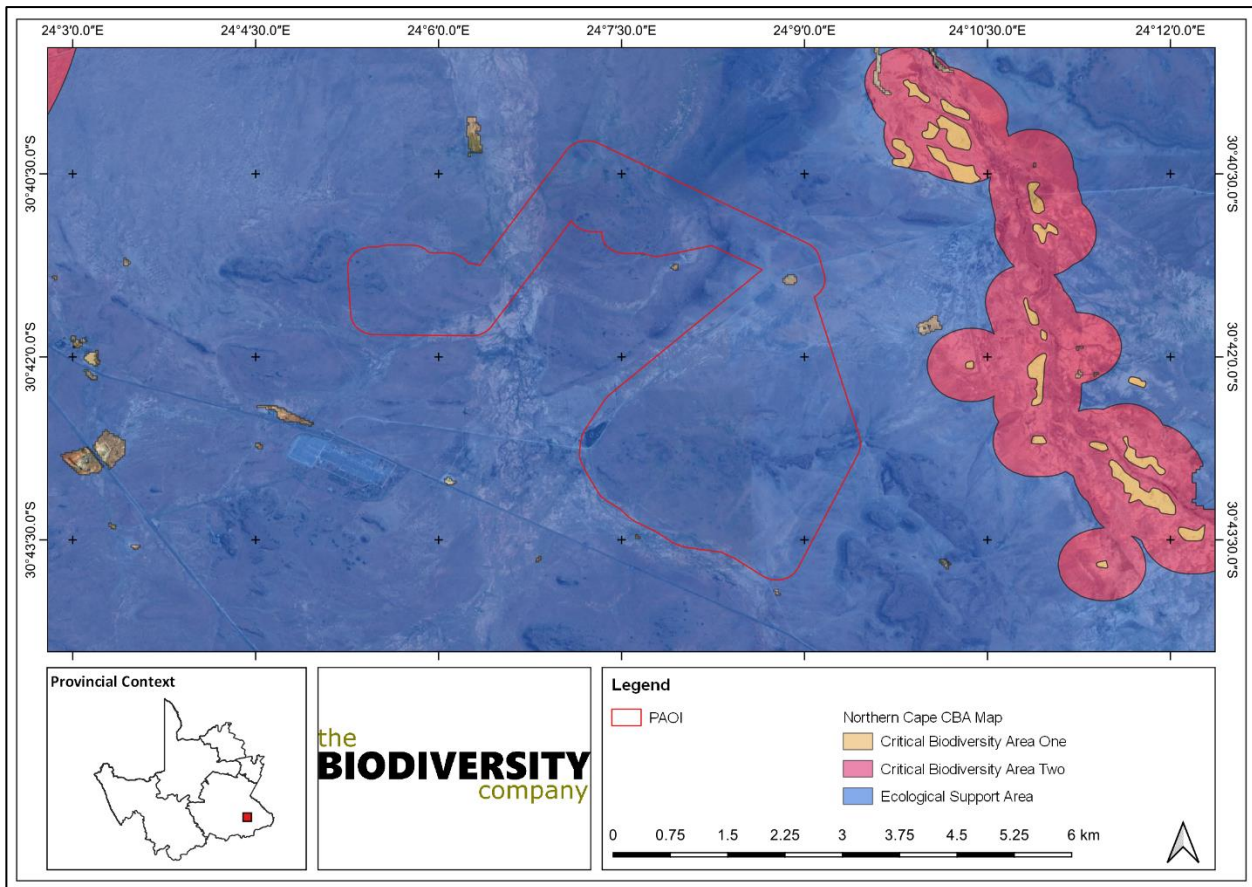 24°3'0.0"E 24°4'30.0"E 24°6'0.0"E 24°7'30.0"E 24°9'0.0"E 24°10'30.0"E 24°12'0.0"E
30°40'30.0"S 30°40'30.0"S
30°42'0.0"S 30°42'0.0"S
30°43'30.0"S 30°43'30.0"S
Provincial Context
the
BIODIVERSITY
company
Legend
PAOI
Northern Cape CBA Map
Critical Biodiversity Area One
Critical Biodiversity Area Two
Ecological Support Area
0 0.75 1.5 2.25 3 3.75 4.5 5.25 6 km